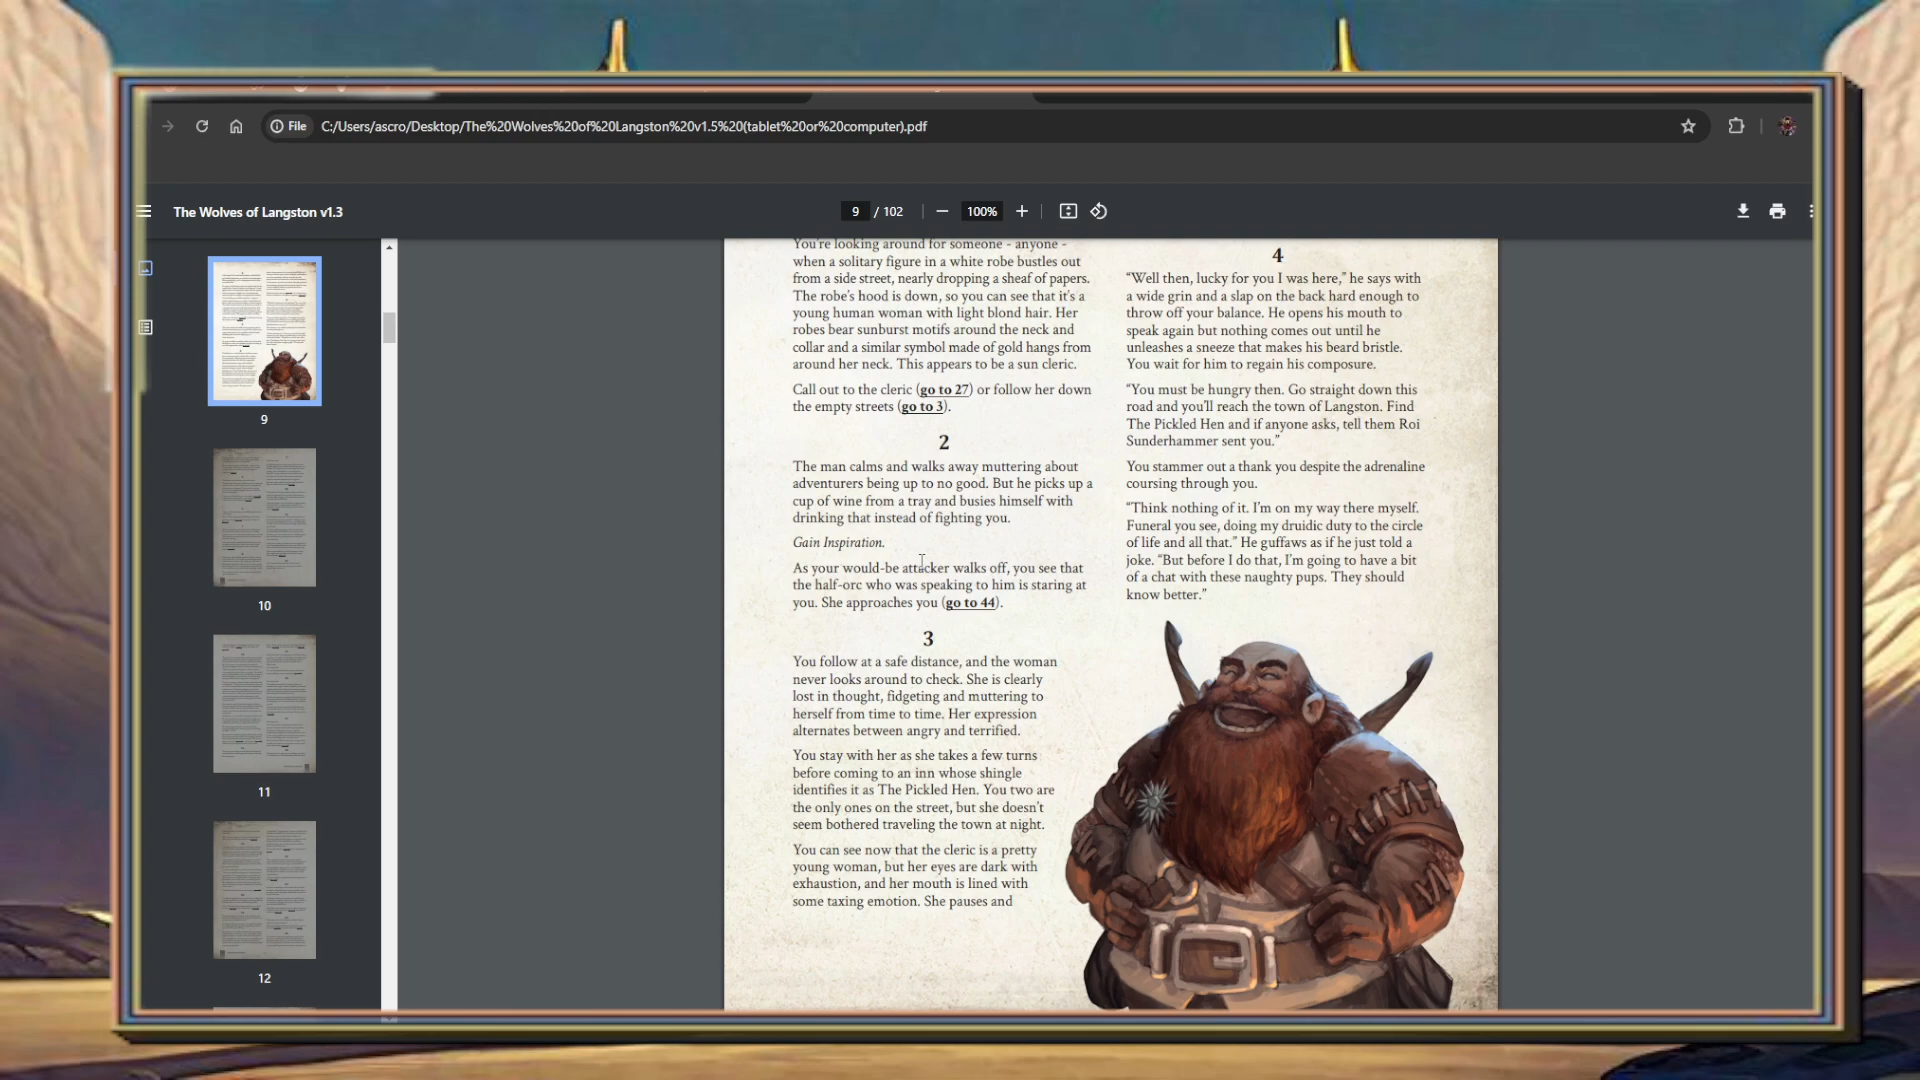 File
C:/Users/ascro/Desktop/The%20Wolves%20of%20Langston%20v1.5%20(tablet%20or%20computer).pdf
The Wolves of Langston v1.3
9 / 102
100%
9
10
11
12
You're looking around for someone - anyone -
when a solitary figure in a white robe bustles out
from a side street, nearly dropping a sheaf of papers.
The robe's hood is down, so you can see that it's a
young human woman with light blond hair. Her
robes bear sunburst motifs around the neck and
collar and a similar symbol made of gold hangs from
around her neck. This appears to be a sun cleric.
Call out to the cleric (go to 27) or follow her down
the empty streets (go to 3).
2
The man calms and walks away muttering about
adventurers being up to no good. But he picks up a
cup of wine from a tray and busies himself with
drinking that instead of fighting you.
Gain Inspiration.
As your would-be attacker walks off, you see that
the half-orc who was speaking to him is staring at
you. She approaches you (go to 44).
3
You follow at a safe distance, and the woman
never looks around to check. She is clearly
lost in thought, fidgeting and muttering to
herself from time to time. Her expression
alternates between angry and terrified.
You stay with her as she takes a few turns
before coming to an inn whose shingle
identifies it as The Pickled Hen. You two are
the only ones on the street, but she doesn't
seem bothered traveling the town at night.
You can see now that the cleric is a pretty
young woman, but her eyes are dark with
exhaustion, and her mouth is lined with
some taxing emotion. She pauses and
4
“Well then, lucky for you I was here,” he says with
a wide grin and a slap on the back hard enough to
throw off your balance. He opens his mouth to
speak again but nothing comes out until he
unleashes a sneeze that makes his beard bristle.
You wait for him to regain his composure.
“You must be hungry then. Go straight down this
road and you'll reach the town of Langston. Find
The Pickled Hen and if anyone asks, tell them Roi
Sunderhammer sent you.”
You stammer out a thank you despite the adrenaline
coursing through you.
“Think nothing of it. I'm on my way there myself.
Funeral you see, doing my druidic duty to the circle
of life and all that.” He guffaws as if he just told a
joke. “But before I do that, I'm going to have a bit
of a chat with these naughty pups. They should
know better.”